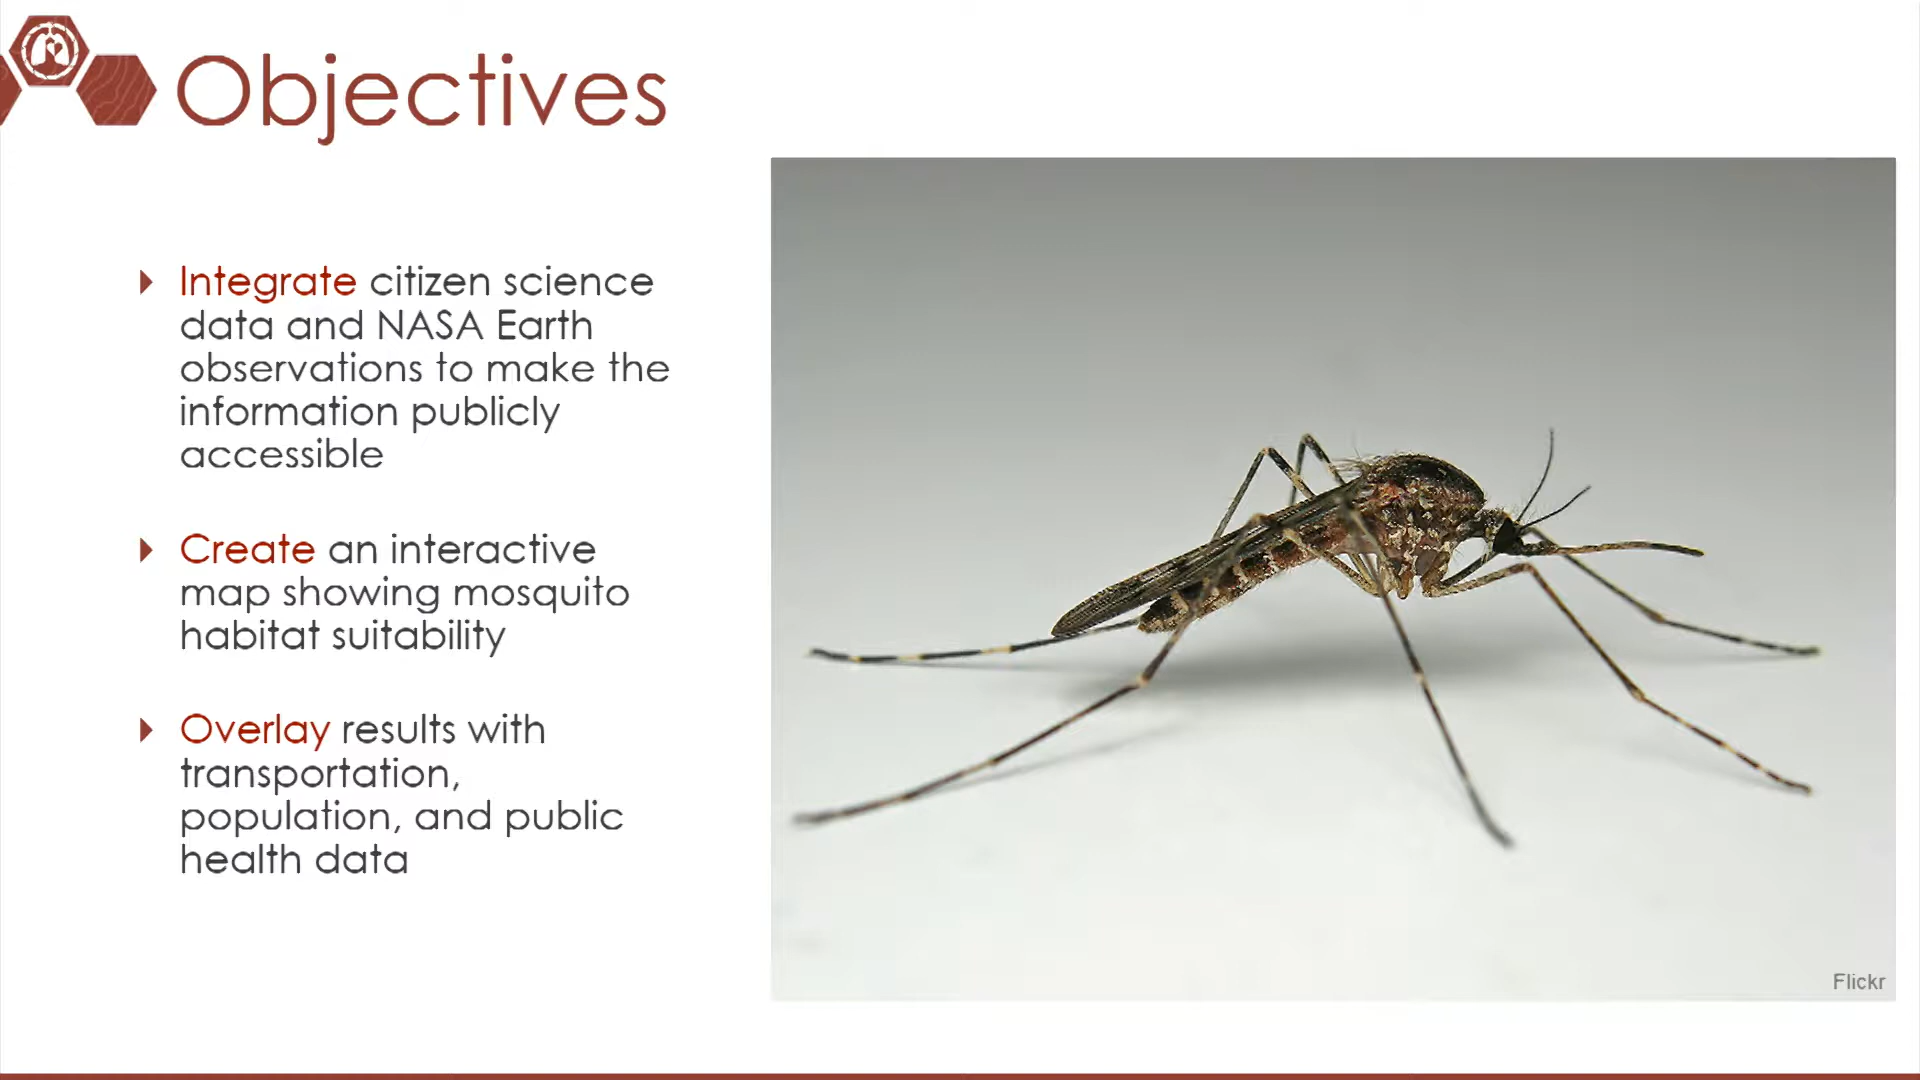 Objectives
Integrate citizen science
data and NASA Earth
observations to make the
information publicly
accessible
Create an interactive
map showing mosquito
habitat suitability
Overlay results with
transportation,
population, and public
health data
Flickr